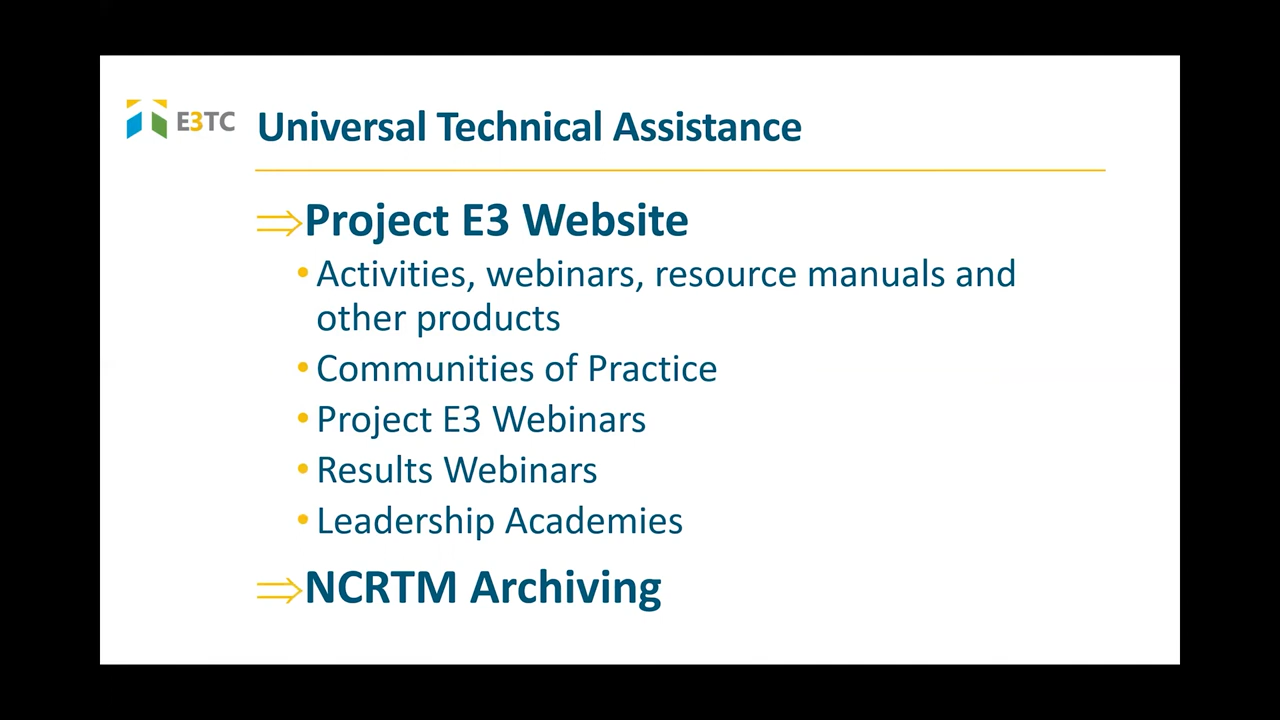 E3TC
Universal Technical Assistance
⇒Project E3 Website
•Activities, webinars, resource manuals and
other products
•Communities of Practice
•Project E3 Webinars
•Results Webinars
•Leadership Academies
⇒NCRTM Archiving